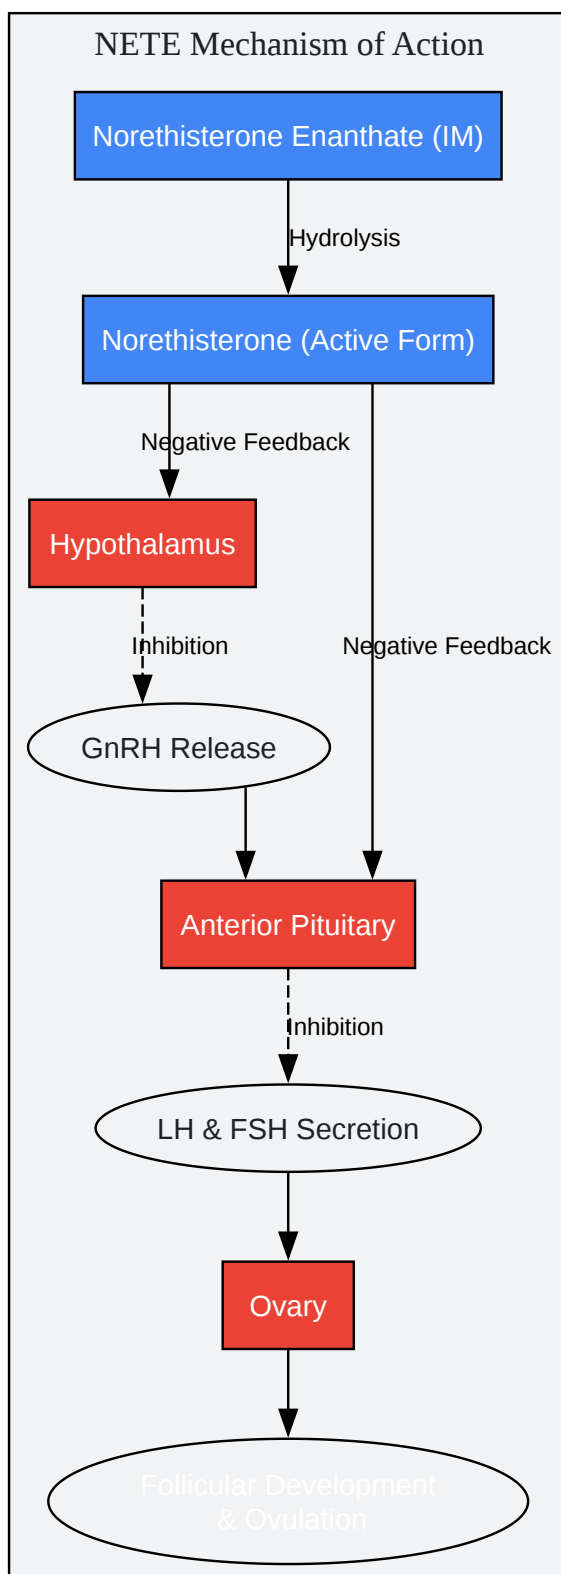 NETE Mechanism of Action
Norethisterone Enanthate (IM)
Hydrolysis
Norethisterone (Active Form)
Negative Feedback
Hypothalamus
Inhibition
Negative Feedback
GnRH Release
Anterior Pituitary
Inhibition
LH & FSH Secretion
Ovary
Follicular Development
& Ovulation